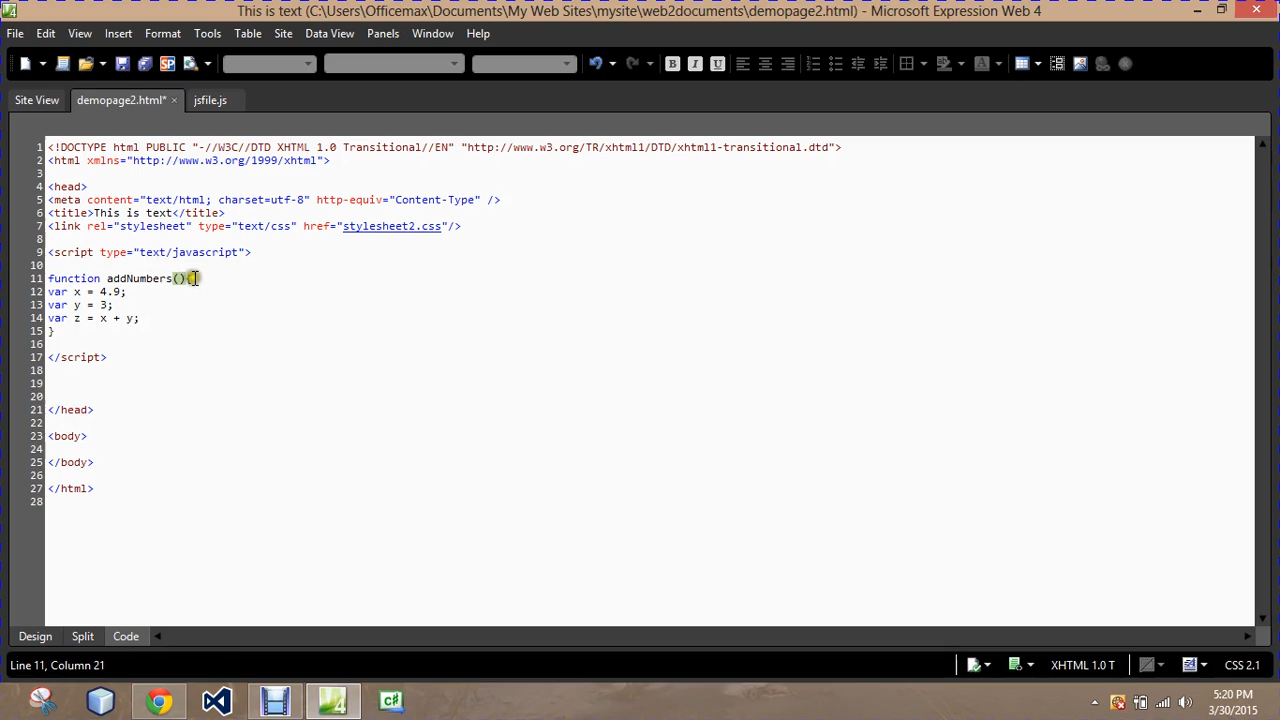 This is text (C:\Users\Officemax\Documents\My Web Sites\mysite\web2documents\demopage2.html) - Microsoft Expression Web 4
File Edit View Insert Format Tools Table Site Data View Panels Window Help
SP B I U A
Site View demopage2.html* × jsfile.js
1 <!DOCTYPE html PUBLIC "-//W3C//DTD XHTML 1.0 Transitional//EN" "http://www.w3.org/TR/xhtml1/DTD/xhtml1-transitional.dtd">
2 <html xmlns="http://www.w3.org/1999/xhtml">
3
4 <head>
5 <meta content="text/html; charset=utf-8" http-equiv="Content-Type" />
6 <title>This is text</title>
7 <link rel="stylesheet" type="text/css" href="stylesheet2.css"/>
8
9 <script type="text/javascript">
10
11 function addNumbers(){
12 var x = 4.9;
13 var y = 3;
14 var z = x + y;
15 }
16
17 </script>
18
19
20
21 </head>
22
23 <body>
24
25 </body>
26
27 </html>
28
Design Split Code
Line 11, Column 21 XHTML 1.0 T CSS 2.1
4 C#
5:20 PM
3/30/2015